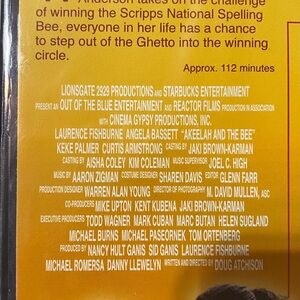 Anderson takes on the challenge
of winning the Scripps National Spelling
Bee, everyone in her life has a chance
to step out of the Ghetto into the winning
circle.
Approx. 112 minutes
LIONSGATE 2929 PRODUCTIONS AND STARBUCKS ENTERTAINMENT
PRESENT AN OUT OF THE BLUE ENTERTAINMENT AND REACTOR FILMS PRODUCTION IN ASSOCIATION
WITH CINEMA GYPSY PRODUCTIONS, INC.
LAURENCE FISHBURNE ANGELA BASSETT "AKEELAH AND THE BEE"
KEKE PALMER CURTIS ARMSTRONG CASTING BY JAKI BROWN-KARMAN
CASTING BY AISHA COLEY KIM COLEMAN MUSIC SUPERVISOR JOEL C. HIGH
MUSIC BY AARON ZIGMAN COSTUME DESIGNER SHAREN DAVIS EDITOR GLENN FARR
PRODUCTION DESIGNER WARREN ALAN YOUNG DIRECTOR OF PHOTOGRAPHY M. DAVID MULLEN, ASC
CO-PRODUCERS MIKE UPTON KENT KUBENA JAKI BROWN-KARMAN
EXECUTIVE PRODUCERS TODD WAGNER MARK CUBAN MARC BUTAN HELEN SUGLAND
MICHAEL BURNS MICHAEL PASEORNEK TOM ORTENBERG
PRODUCED BY NANCY HULT GANIS SID GANIS LAURENCE FISHBURNE
MICHAEL ROMERSA DANNY LLEWELYN WRITTEN AND DIRECTED BY DOUG ATCHISON